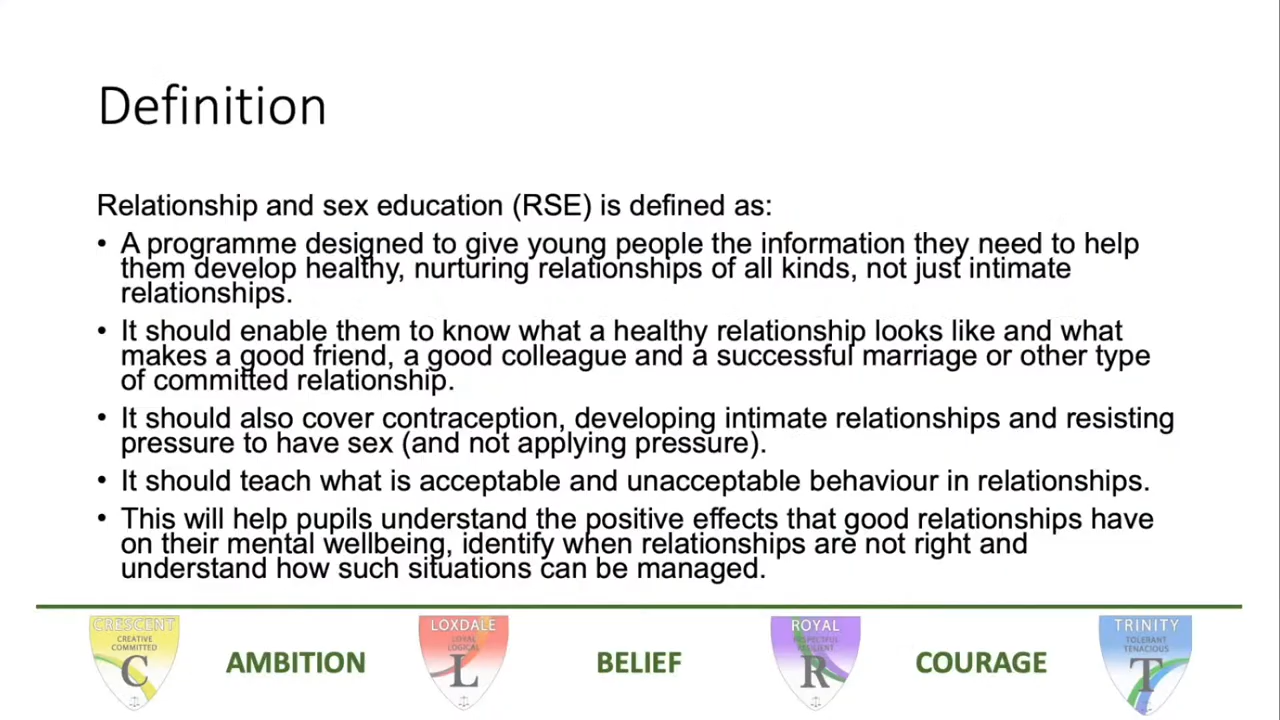 Definition
Relationship and sex education (RSE) is defined as:
• A programme designed to give young people the information they need to help
them develop healthy, nurturing relationships of all kinds, not just intimate
relationships.
• It should enable them to know what a healthy relationship looks like and what
makes a good friend, a good colleague and a successful marriage or other type
of committed relationship.
• It should also cover contraception, developing intimate relationships and resisting
pressure to have sex (and not applying pressure).
• It should teach what is acceptable and unacceptable behaviour in relationships.
• This will help pupils understand the positive effects that good relationships have
on their mental wellbeing, identify when relationships are not right and
understand how such situations can be managed.
CRESCENT
CREATIVE
COMMITTED
C
AMBITION
LOXDALE
LOYAL
LOGICAL
L
BELIEF
ROYAL
RESPECTFUL
RESILIENT
R
COURAGE
TRINITY
TOLERANT
TENACIOUS
T